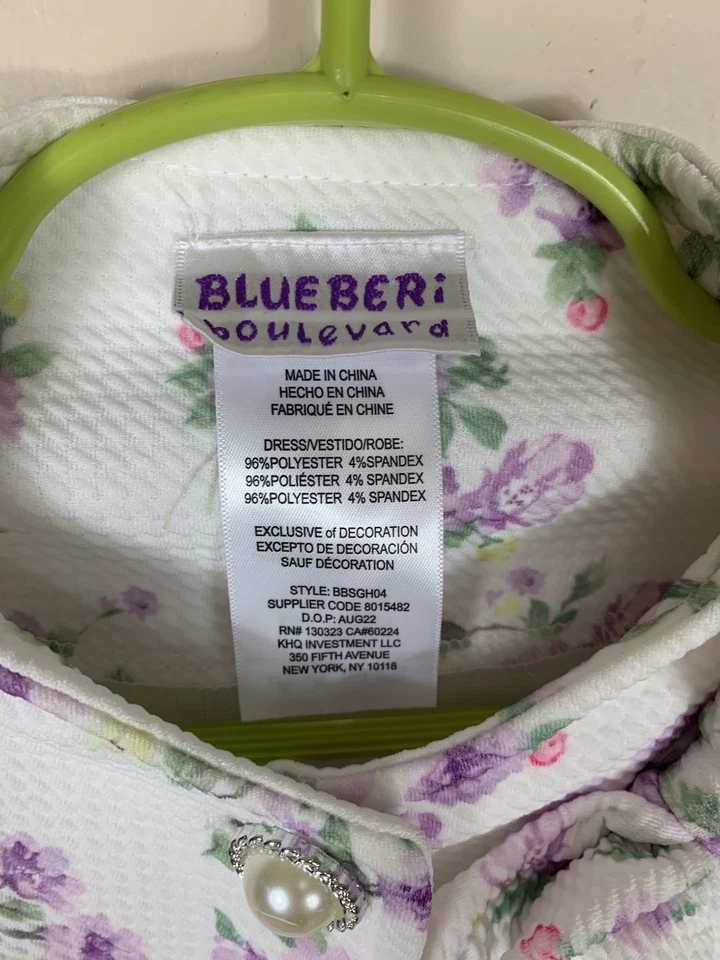 BLUEBERi
boulevard
MADE IN CHINA
HECHO EN CHINA
FABRIQUÉ EN CHINE
DRESS/VESTIDO/ROBE:
96%POLYESTER 4%SPANDEX
96%POLIÉSTER 4% SPANDEX
96%POLYESTER 4% SPANDEX
EXCLUSIVE of DECORATION
EXCEPTO DE DECORACIÓN
SAUF DÉCORATION
STYLE: BBSGH04
SUPPLIER CODE 8015482
D.O.P: AUG22
RN# 130323 CA#60224
KHQ INVESTMENT LLC
350 FIFTH AVENUE
NEW YORK, NY 10118